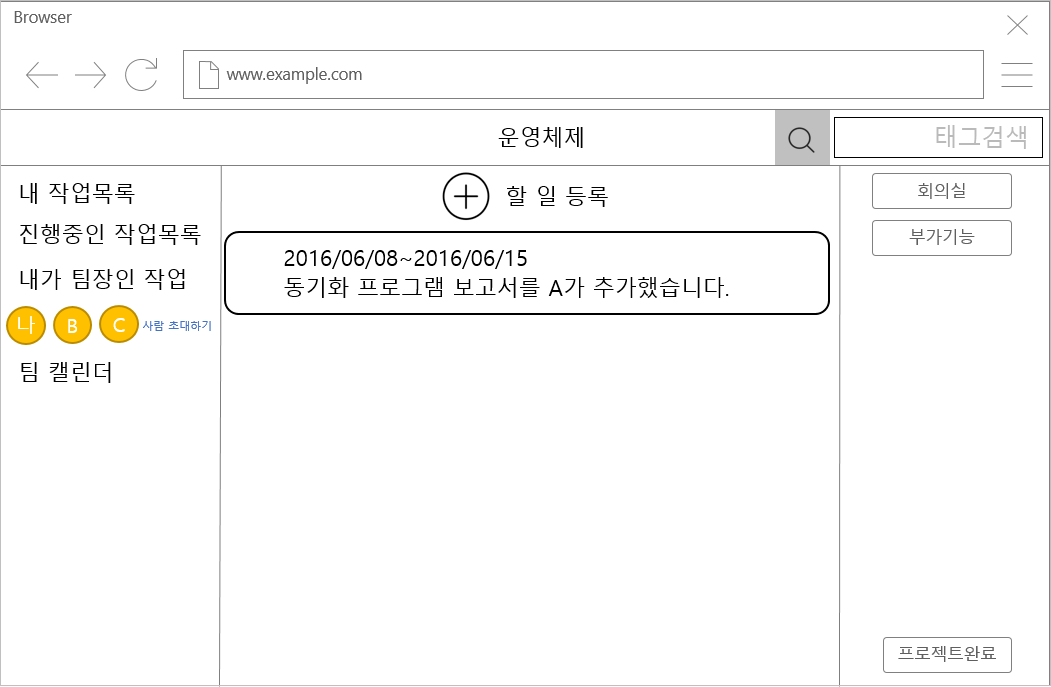 Browser
www.example.com
운영체제
태그검색
내 작업목록
진행중인 작업목록
내가 팀장인 작업
나 B C 사람 초대하기
팀 캘린더
할 일 등록
2016/06/08~2016/06/15
동기화 프로그램 보고서를 A가 추가했습니다.
회의실
부가기능
프로젝트완료